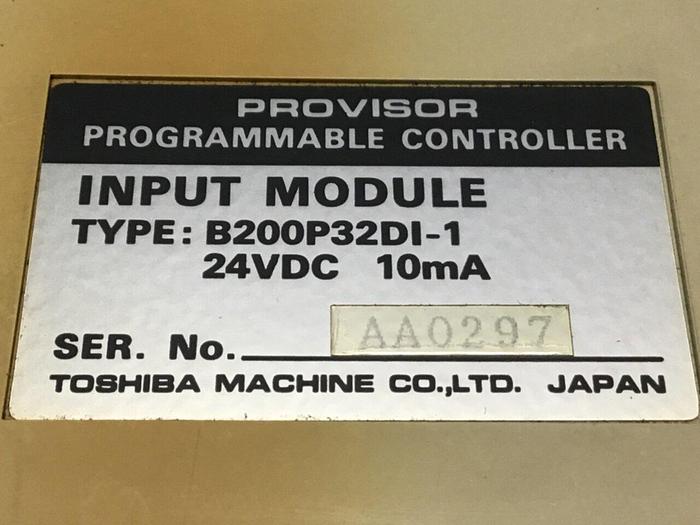 PROVISOR
PROGRAMMABLE CONTROLLER
INPUT MODULE
TYPE: B200P32DI-1
24VDC 10mA
SER. No. AA0297
TOSHIBA MACHINE CO.,LTD. JAPAN